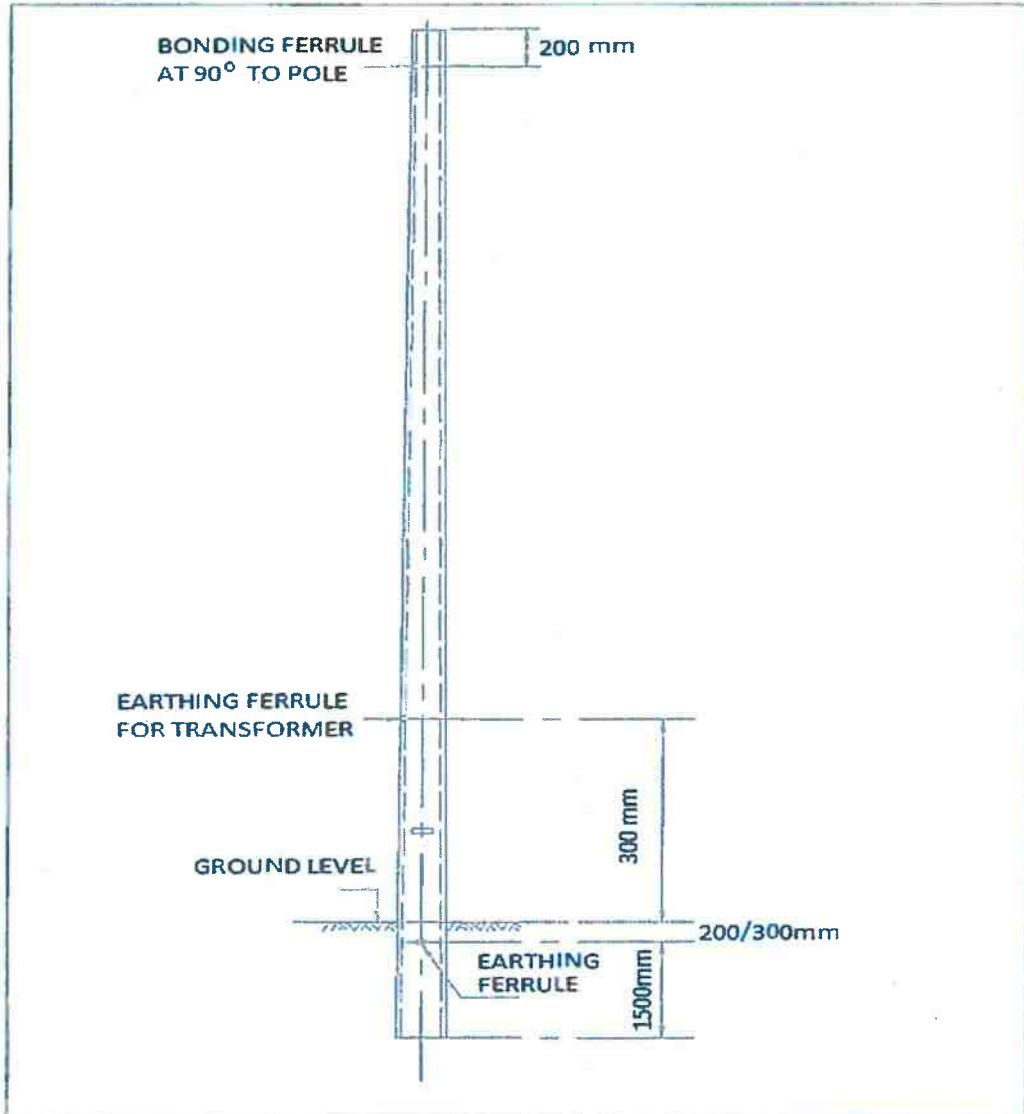 BONDING FERRULE
AT 90° TO POLE
200 mm
EARTHING FERRULE
FOR TRANSFORMER
300 mm
GROUND LEVEL
200/300mm
EARTHING
FERRULE
1500mm